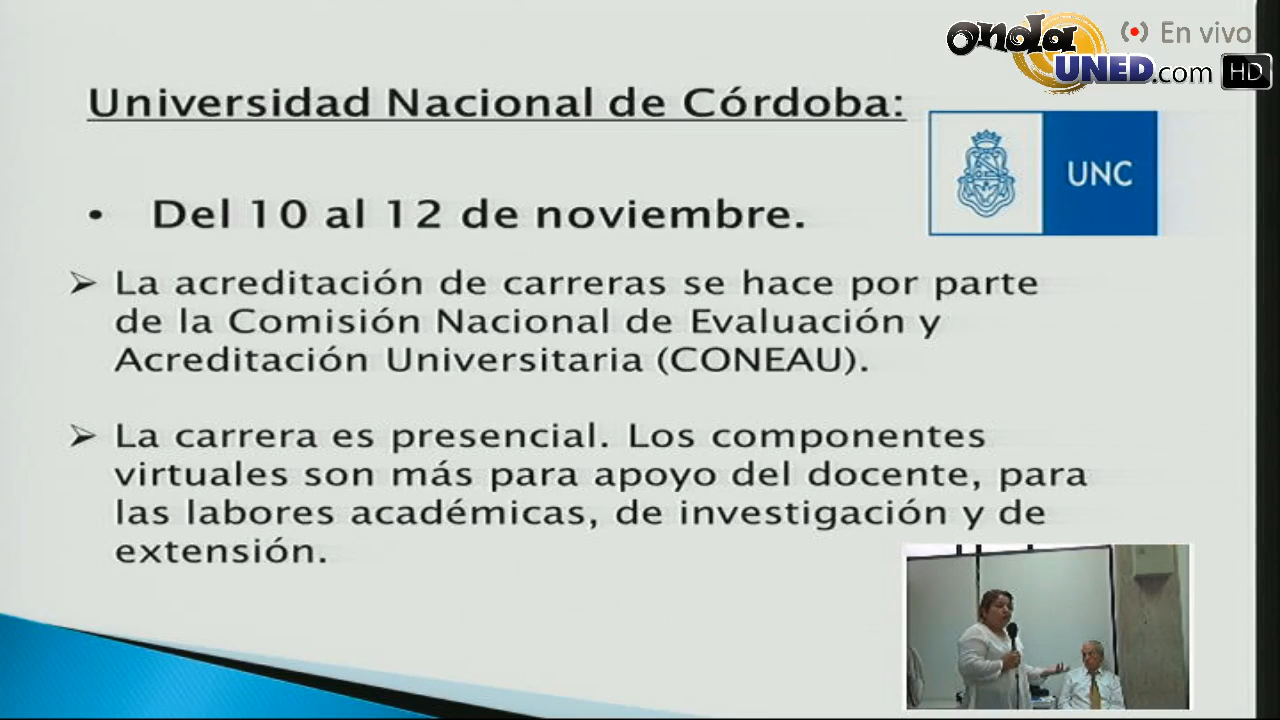 onda
UNED.com HD
En vivo
Universidad Nacional de Córdoba:
UNC
• Del 10 al 12 de noviembre.
➢ La acreditación de carreras se hace por parte
de la Comisión Nacional de Evaluación y
Acreditación Universitaria (CONEAU).
➢ La carrera es presencial. Los componentes
virtuales son más para apoyo del docente, para
las labores académicas, de investigación y de
extensión.